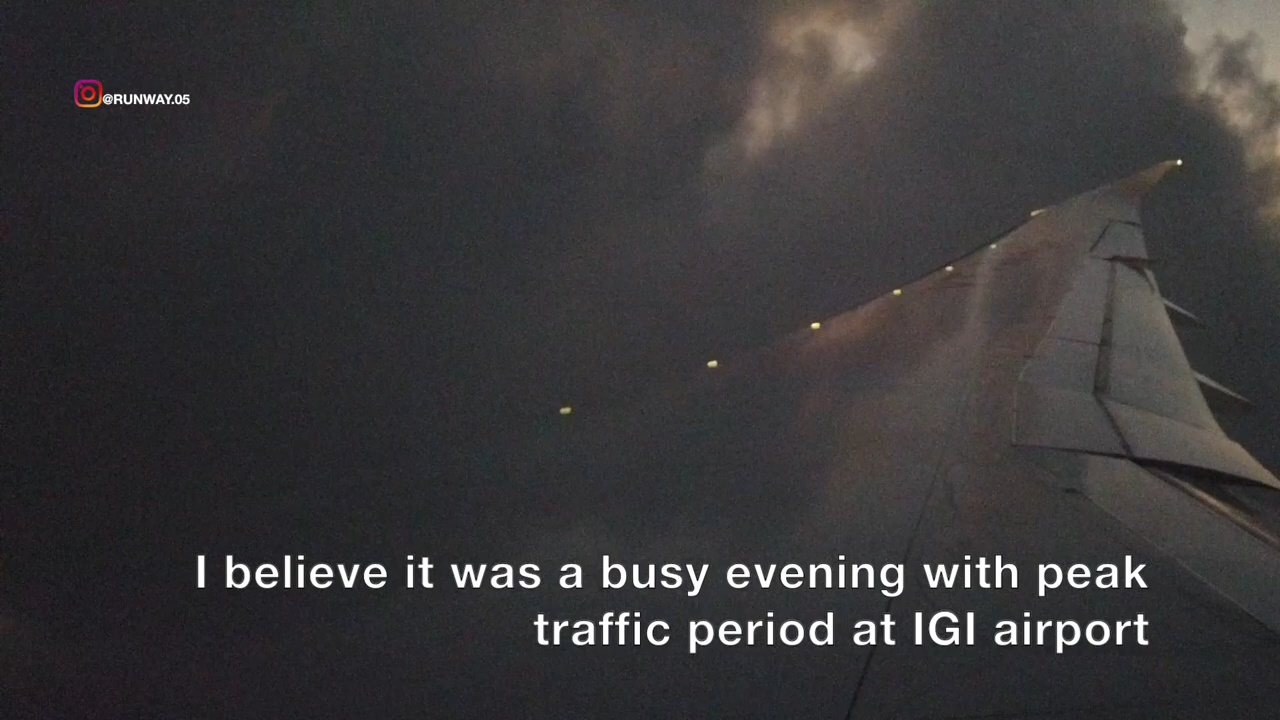 @RUNWAY.05
I believe it was a busy evening with peak
traffic period at IGI airport